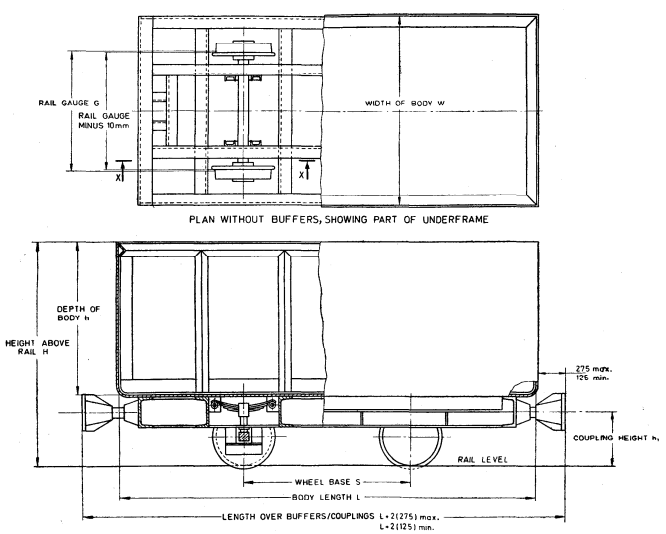 RAIL GAUGE G
RAIL GAUGE
MINUS 10mm
WIDTH OF BODY W
X
X
PLAN WITHOUT BUFFERS, SHOWING PART OF UNDERFRAME
DEPTH OF
BODY h
HEIGHT ABOVE
RAIL H
275 max.
125 min.
COUPLING HEIGHT h,
RAIL LEVEL
WHEEL BASE S
BODY LENGTH L
LENGTH OVER BUFFERS/COUPLINGS L+2(275) max.
L+2(125) min.